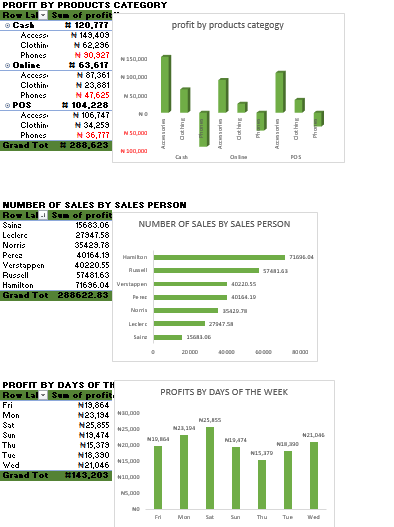 PROFIT BY PRODUCTS CATEGORY
Row Lal Sum of profit
Cash ₦ 120,777
Access ₦ 149,409
Clothin ₦ 62,296
Phones ₦ 90,927
Online ₦ 63,617
Access ₦ 87,361
Clothin ₦ 23,881
Phones ₦ 47,625
POS ₦ 104,228
Access ₦ 106,747
Clothin ₦ 34,259
Phones ₦ 36,777
Grand Tot ₦ 288,623
profit by products categogy
₦ 150,000
₦ 100,000
₦ 50,000
₦ 0
₦ 50,000
₦ 100,000
Accessories
Clothing
Phones
Accessories
Clothing
Phones
Accessories
Clothing
Phones
Cash Online POS
NUMBER OF SALES BY SALES PERSON
Row Lal Sum of profit
Sainz 15683.06
Leclerc 27947.58
Norris 35429.78
Perez 40164.19
Verstappen 40220.55
Russell 57481.63
Hamilton 71696.04
Grand Tot 288622.83
NUMBER OF SALES BY SALES PERSON
Hamilton 71696.04
Russell 57481.63
Verstappen 40220.55
Perez 40164.19
Norris 35429.78
Leclerc 27947.58
Sainz 15683.06
0 20000 40000 60000 80000
PROFIT BY DAYS OF TH
Row Lal Sum of profit
Fri ₦19,864
Mon ₦23,194
Sat ₦25,855
Sun ₦19,474
Thu ₦15,379
Tue ₦18,390
Wed ₦21,046
Grand Tot ₦143,203
PROFITS BY DAYS OF THE WEEK
₦30,000
₦25,000
₦20,000
₦15,000
₦10,000
₦5,000
₦0
₦19,864 ₦23,194 ₦25,855 ₦19,474 ₦15,379 ₦18,390 ₦21,046
Fri Mon Sat Sun Thu Tue Wed